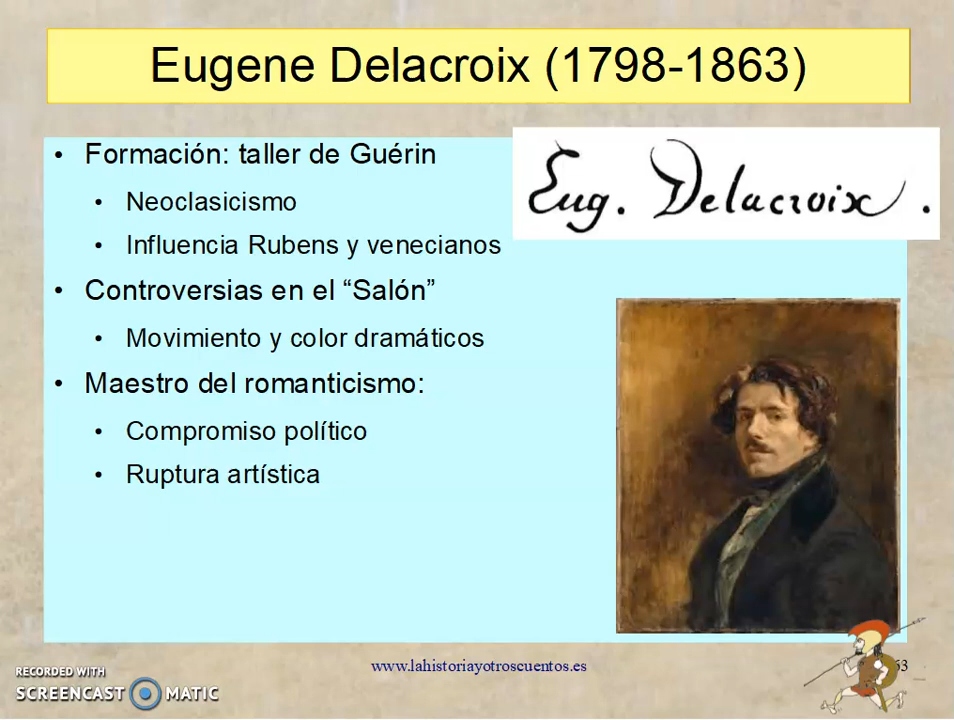 Eugene Delacroix (1798-1863)
• Formación: taller de Guérin
• Neoclasicismo
• Influencia Rubens y venecianos
• Controversias en el “Salón”
• Movimiento y color dramáticos
• Maestro del romanticismo:
• Compromiso político
• Ruptura artística
Eug. Delacroix.
RECORDED WITH
SCREENCAST MATIC
www.lahistoriayotroscuentos.es